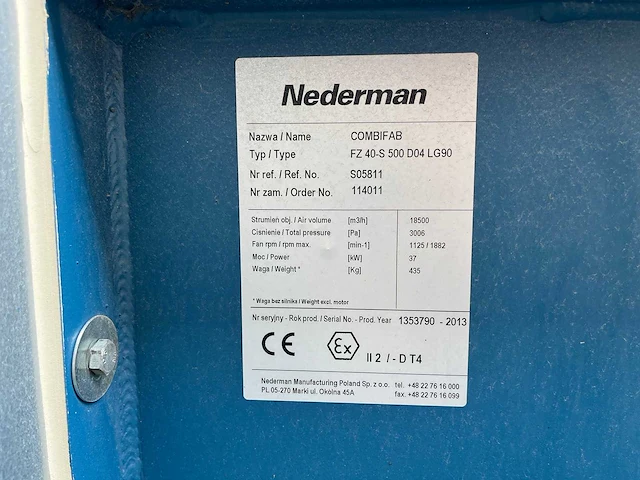 Nederman
Nazwa / Name COMBIFAB
Typ / Type FZ 40-S 500 D04 LG90
Nr ref. / Ref. No. S05811
Nr zam. / Order No. 114011
Strumień obj. / Air volume [m3/h] 18500
Cisnienie / Total pressure [Pa] 3006
Fan rpm / rpm max. [min-1] 1125 / 1882
Moc / Power [kW] 37
Waga / Weight * [Kg] 435
* Waga bez silnika / Weight excl. motor
Nr seryjny - Rok prod. / Serial No. - Prod. Year 1353790 - 2013
CE Ex II 2 / - D T4
Nederman Manufacturing Poland Sp. z o.o. tel. +48 22 76 16 000
PL 05-270 Marki ul. Okolna 45A fax. +48 22 76 16 099